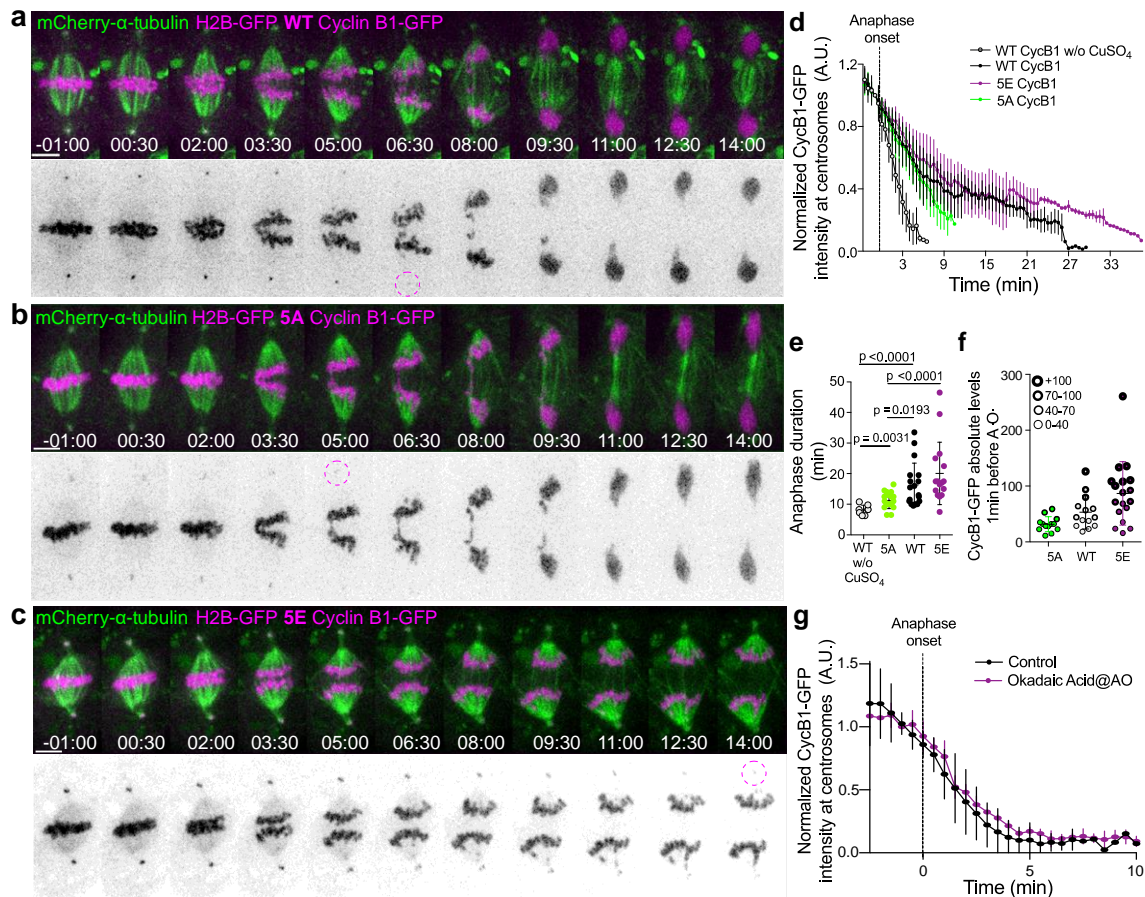 a
mCherry-α-tubulin H2B-GFP WT Cyclin B1-GFP
-01:00 00:30 02:00 03:30 05:00 06:30 08:00 09:30 11:00 12:30 14:00
b
mCherry-α-tubulin H2B-GFP 5A Cyclin B1-GFP
-01:00 00:30 02:00 03:30 05:00 06:30 08:00 09:30 11:00 12:30 14:00
c
mCherry-α-tubulin H2B-GFP 5E Cyclin B1-GFP
-01:00 00:30 02:00 03:30 05:00 06:30 08:00 09:30 11:00 12:30 14:00
d
Anaphase
onset
WT CycB1 w/o CuSO₄
WT CycB1
5E CycB1
5A CycB1
Normalized CycB1-GFP
intensity at centrosomes (A.U.)
1.2
0.8
0.4
0.0
3 9 15 21 27 33
Time (min)
e
p <0.0001
p <0.0001
p = 0.0193
p = 0.0031
Anaphase duration
(min)
50
40
30
20
10
0
WT
w/o
CuSO₄
5A WT 5E
f
CycB1-GFP absolute levels
1min before A.O.
300
200
100
0
+100
70-100
40-70
0-40
5A WT 5E
g
Anaphase
onset
Control
Okadaic Acid@AO
Normalized CycB1-GFP
intensity at centrosomes (A.U.)
1.5
1.0
0.5
0.0
0 5 10
Time (min)